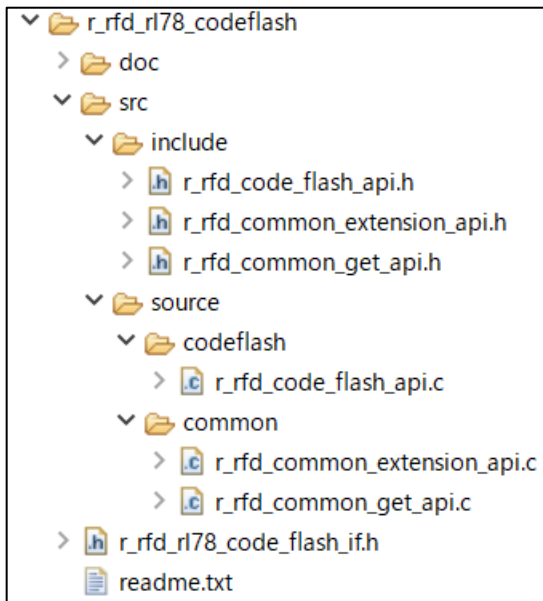 r_rfd_rl78_codeflash
doc
src
include
r_rfd_code_flash_api.h
r_rfd_common_extension_api.h
r_rfd_common_get_api.h
source
codeflash
r_rfd_code_flash_api.c
common
r_rfd_common_extension_api.c
r_rfd_common_get_api.c
r_rfd_rl78_code_flash_if.h
readme.txt